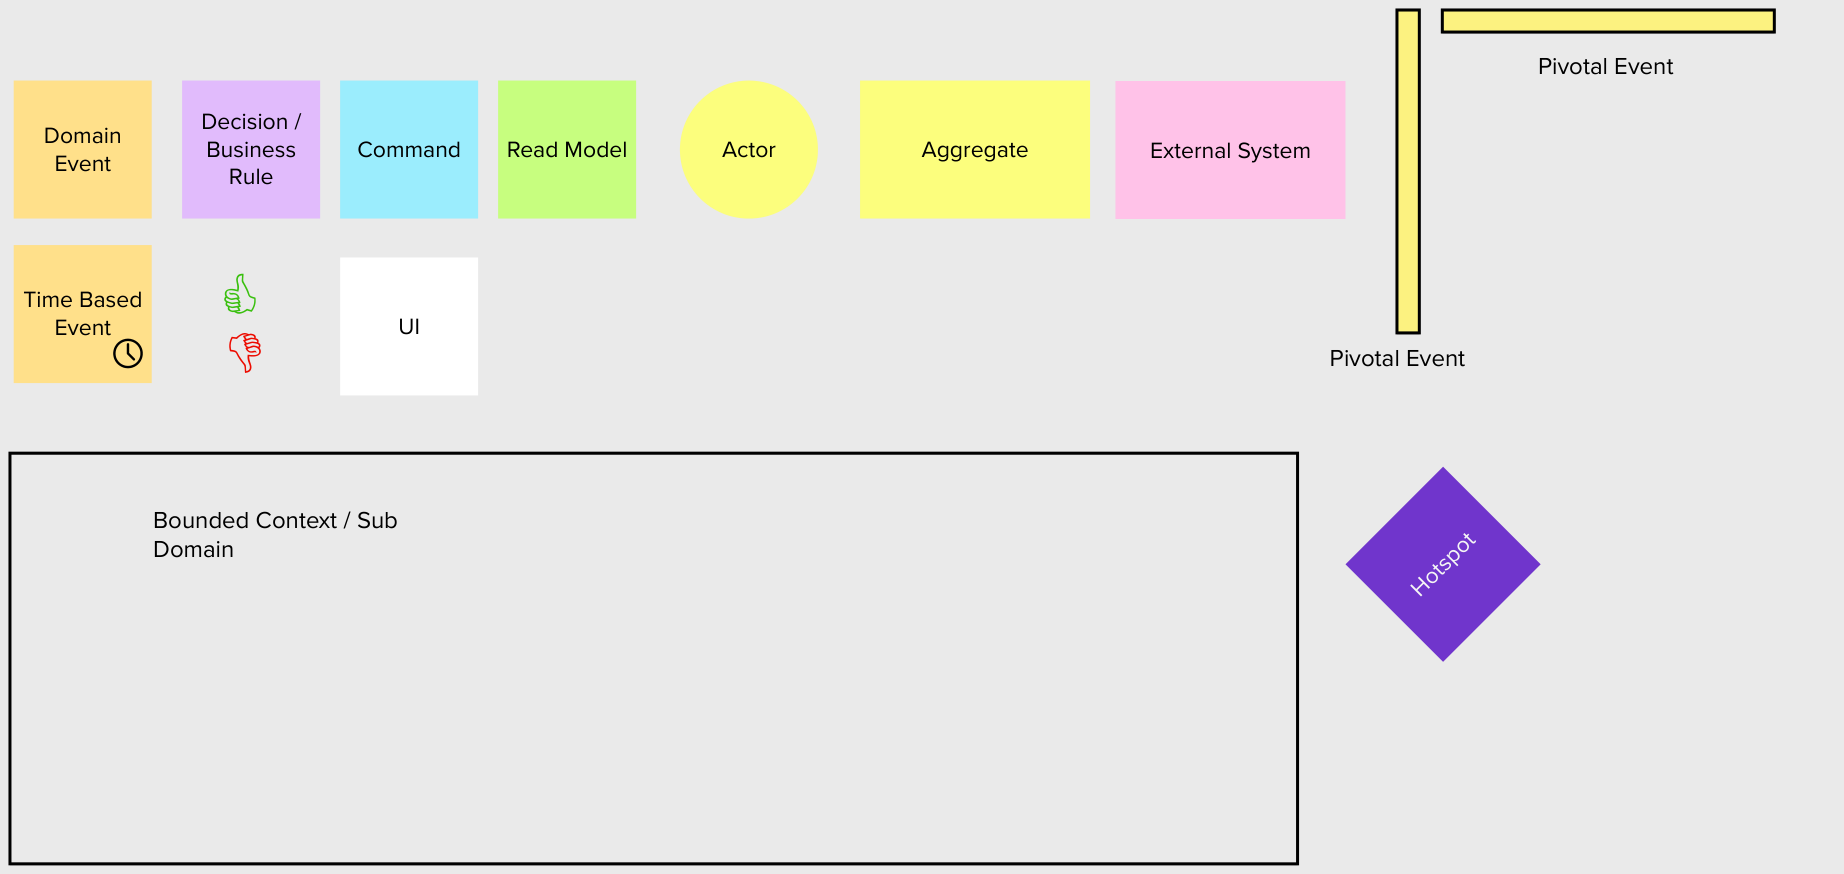 Pivotal Event
Domain
Event
Decision /
Business
Rule
Command
Read Model
Actor
Aggregate
External System
Time Based
Event
UI
Pivotal Event
Bounded Context / Sub
Domain
Hotspot